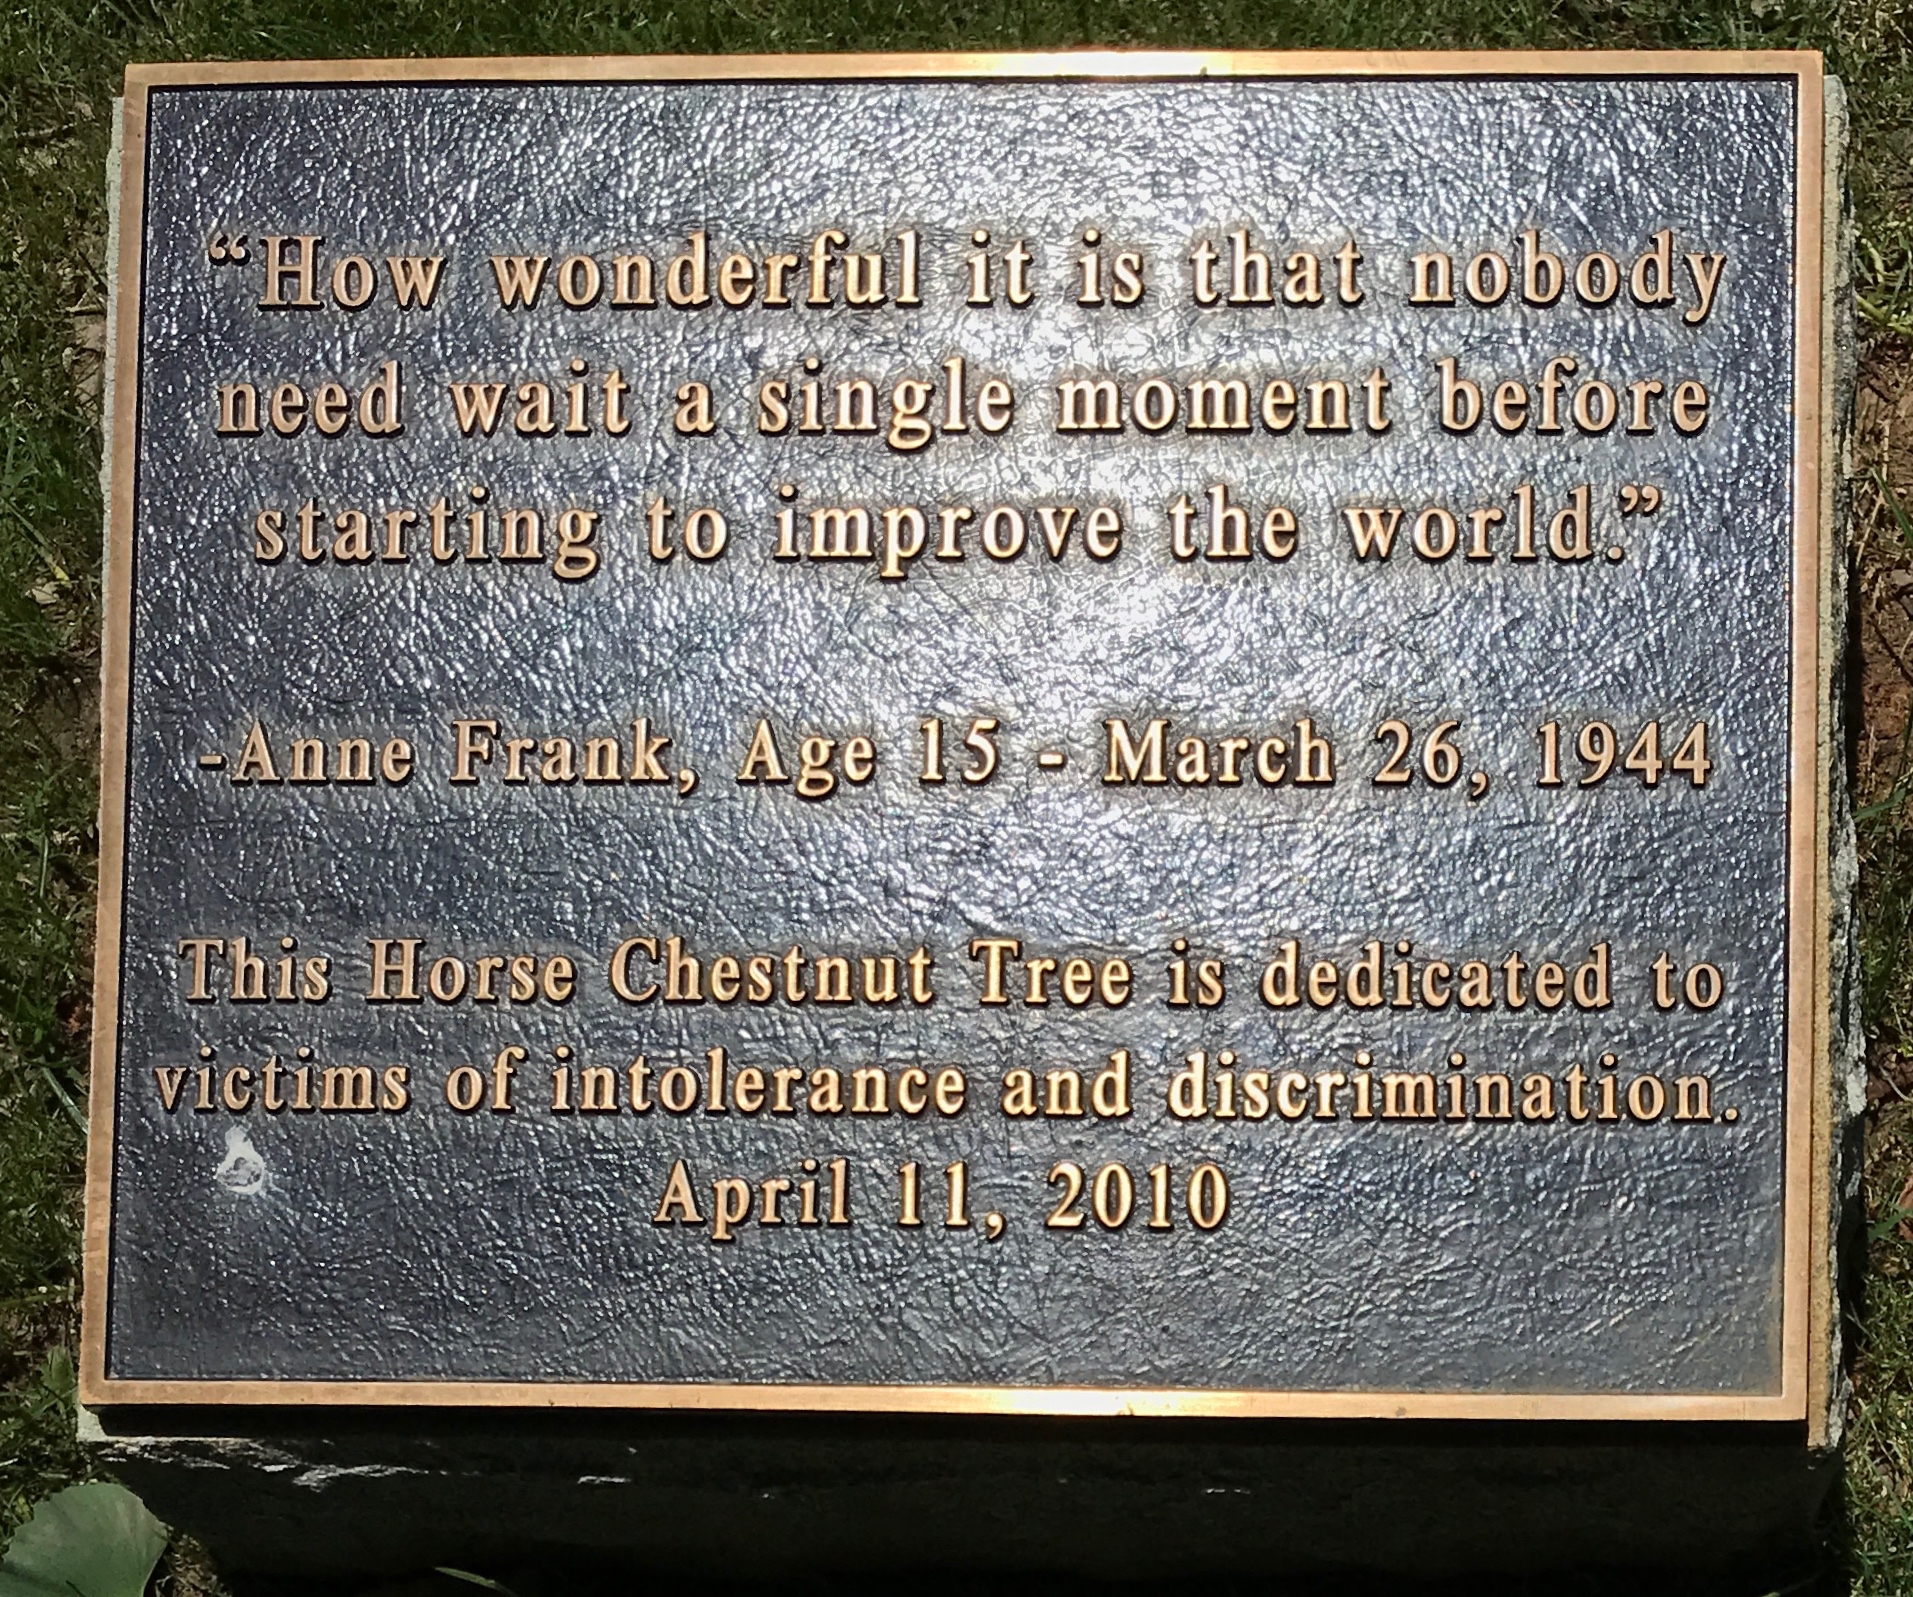 “How wonderful it is that nobody
need wait a single moment before
starting to improve the world.”
-Anne Frank, Age 15 - March 26, 1944
This Horse Chestnut Tree is dedicated to
victims of intolerance and discrimination.
April 11, 2010